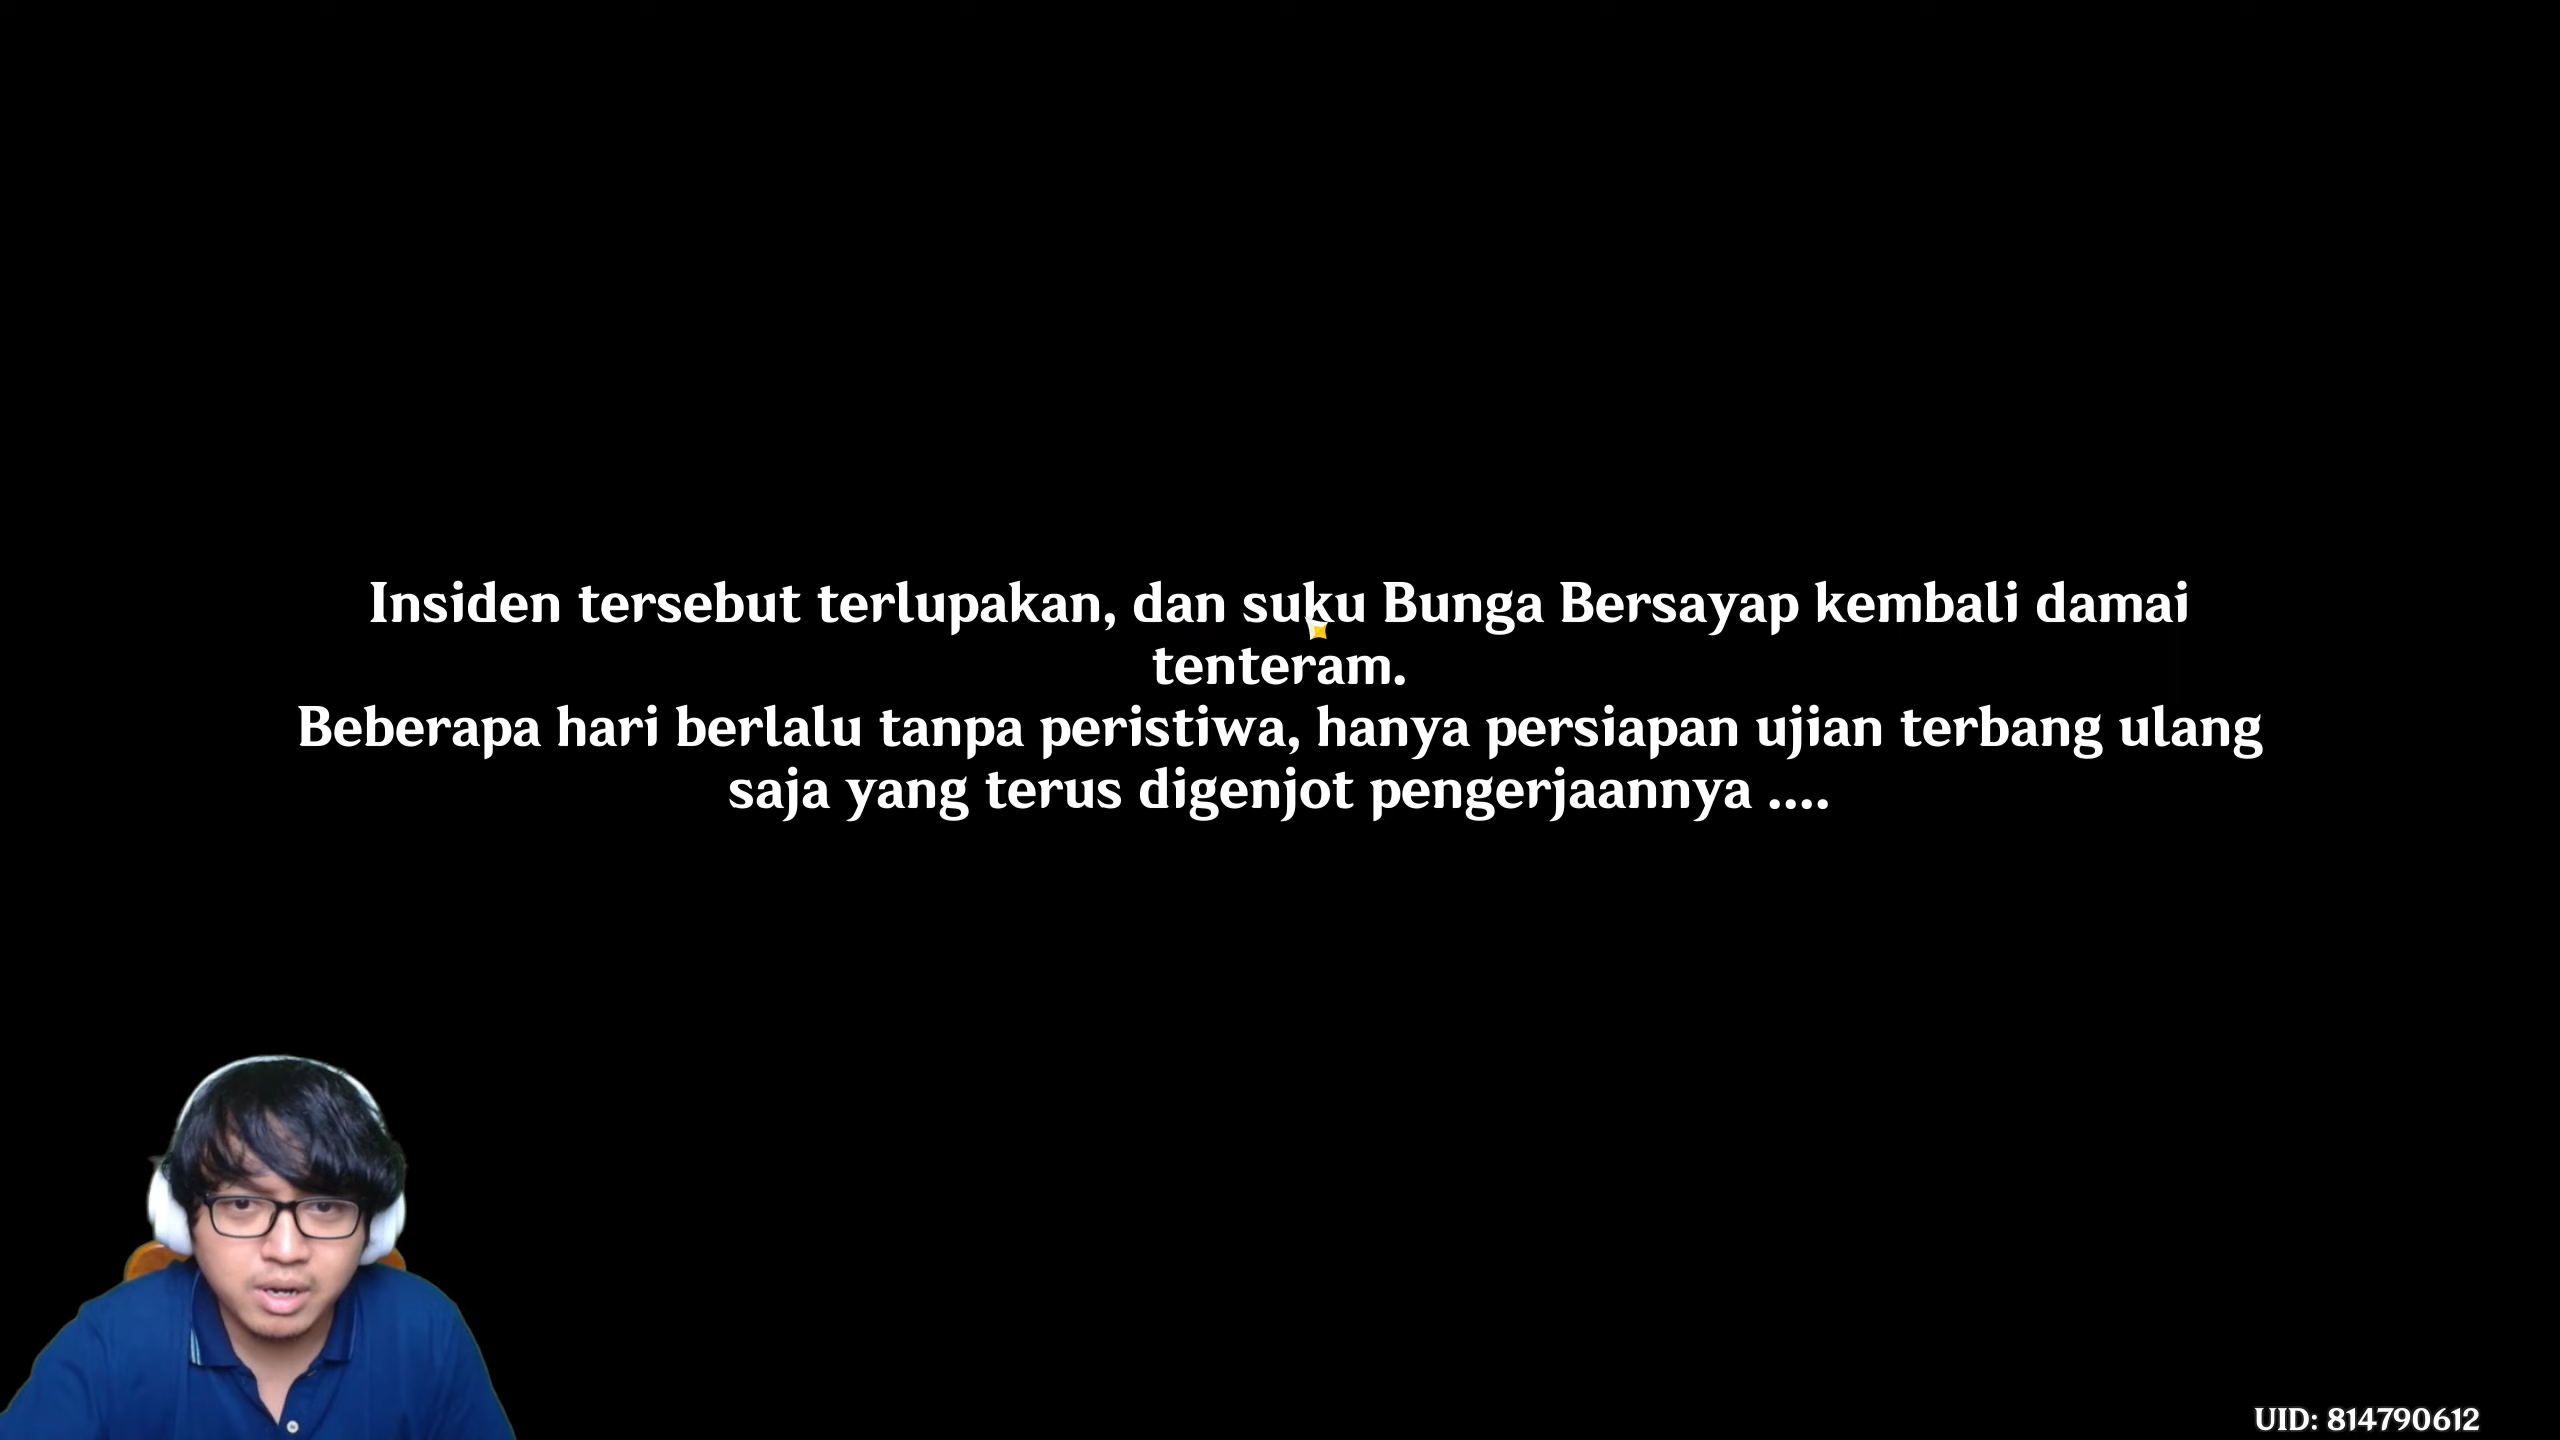 Insiden tersebut terlupakan, dan suku Bunga Bersayap kembali damai
tenteram.
Beberapa hari berlalu tanpa peristiwa, hanya persiapan ujian terbang ulang
saja yang terus digenjot pengerjaannya ....
UID: 814790612